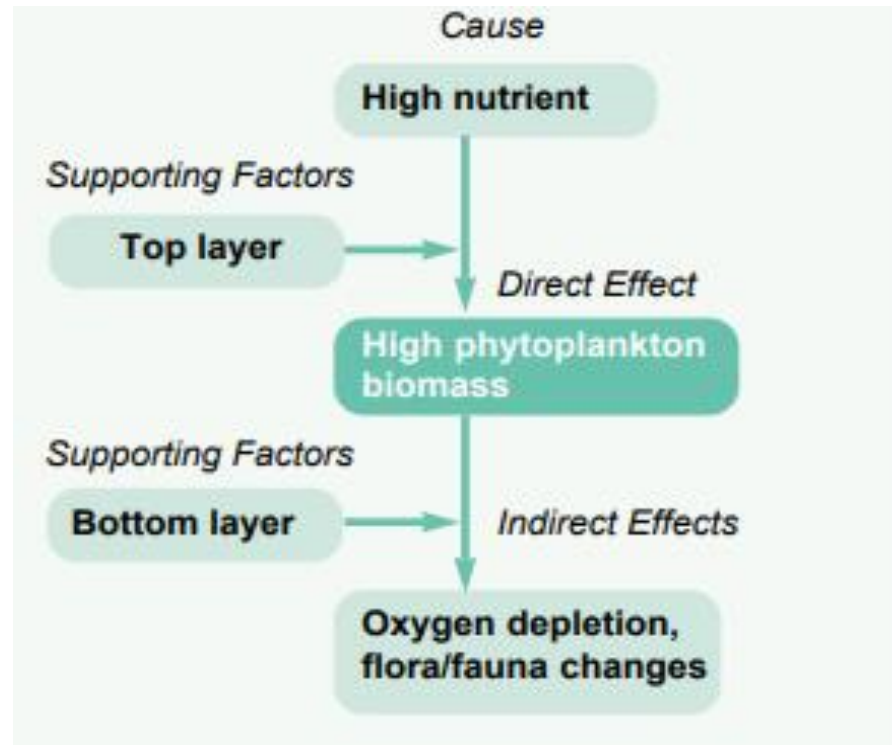 Cause
High nutrient
Supporting Factors
Top layer
Direct Effect
High phytoplankton
biomass
Supporting Factors
Bottom layer
Indirect Effects
Oxygen depletion,
flora/fauna changes